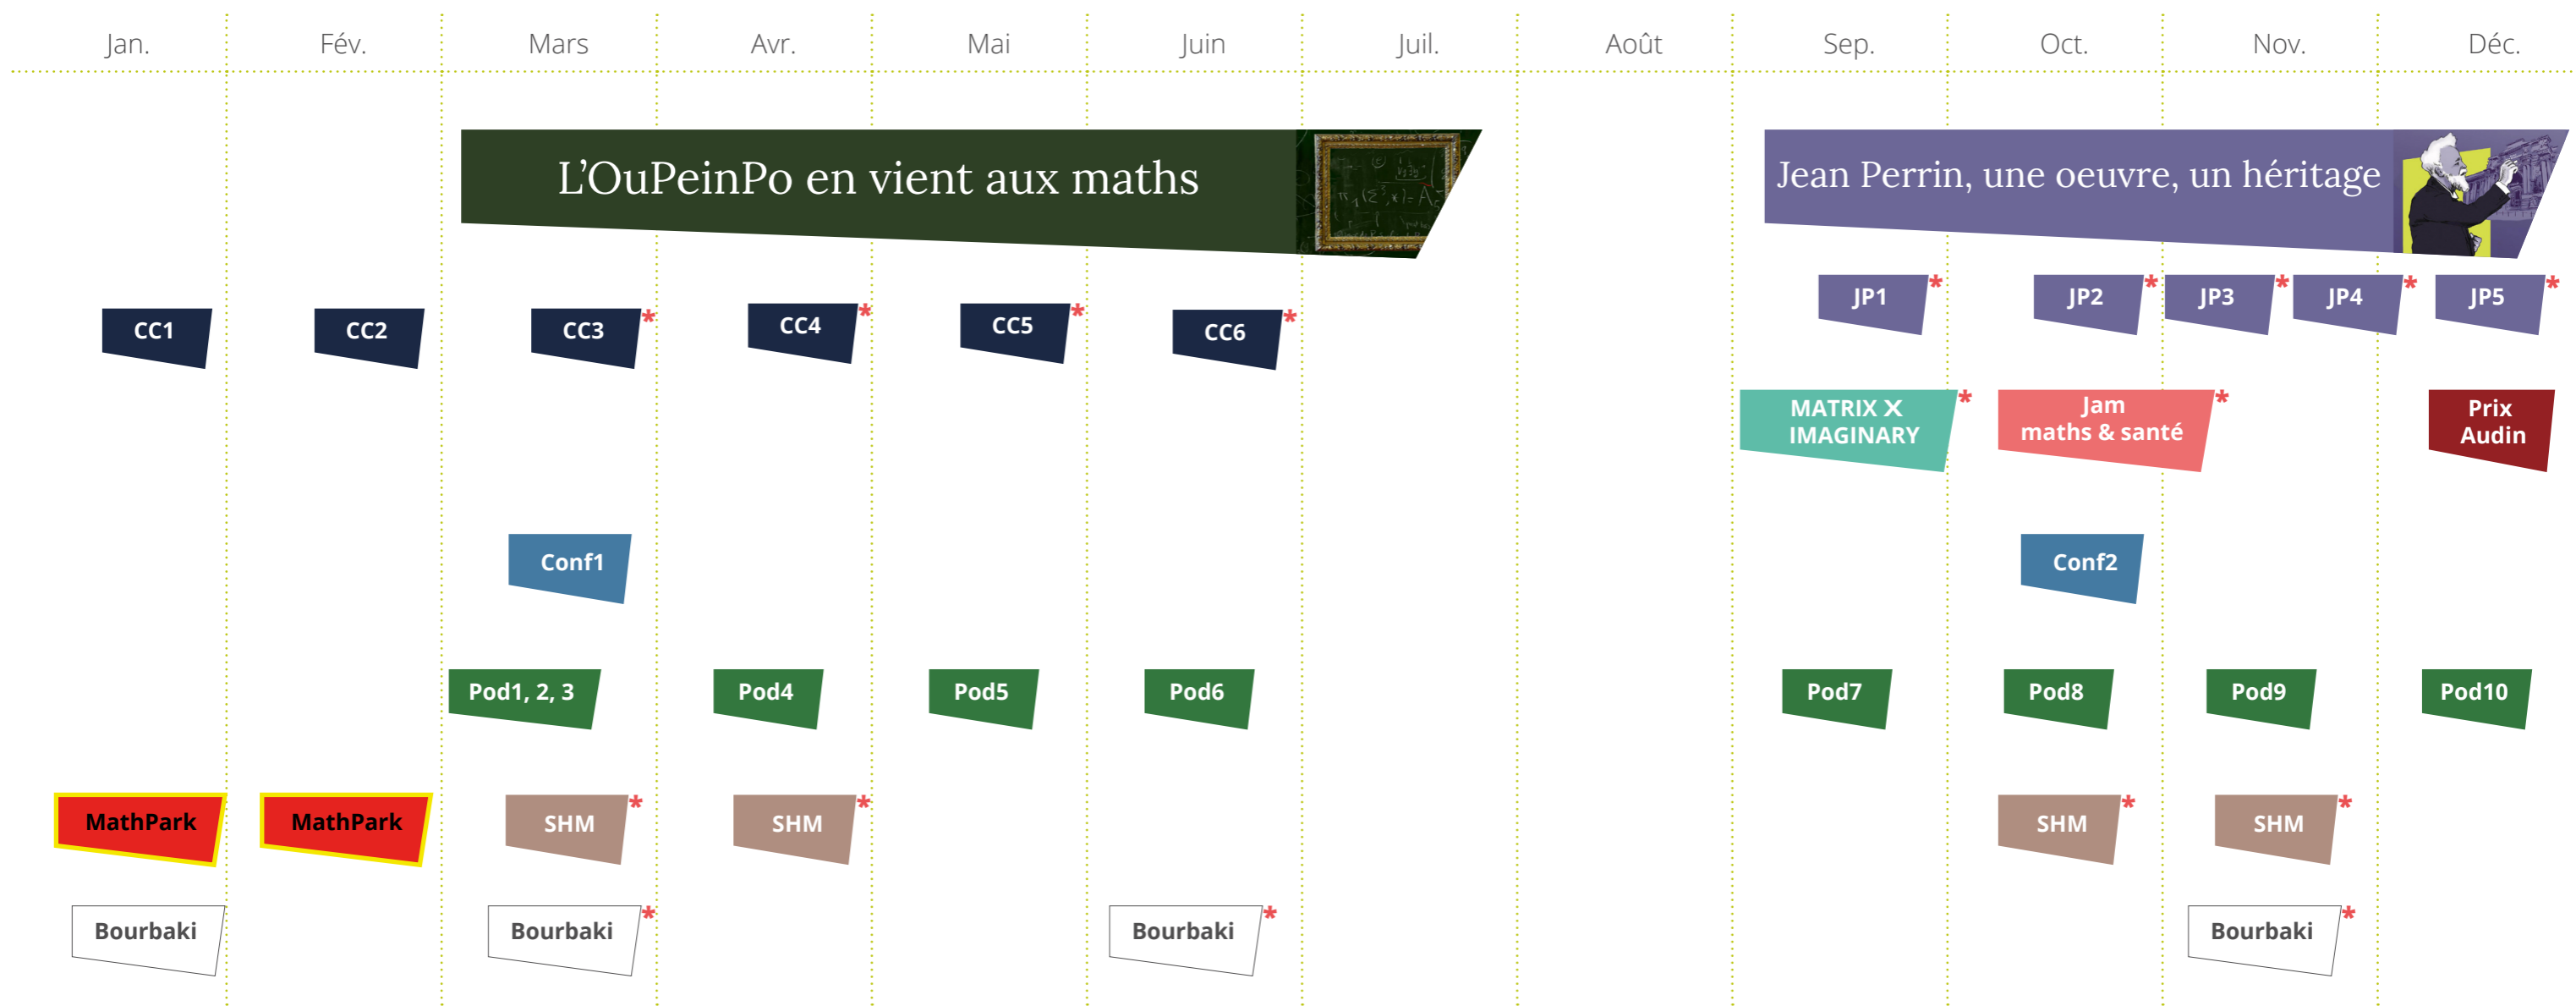 Jan. Fév. Mars Avr. Mai Juin Juil. Août Sep. Oct. Nov. Déc.
L'OuPeinPo en vient aux maths
Jean Perrin, une oeuvre, un héritage
JP1 * JP2 * JP3 * JP4 * JP5 *
CC1 CC2 CC3 * CC4 * CC5 * CC6 *
MATRIX X
IMAGINARY *
Jam
maths & santé *
Prix
Audin
Conf1 Conf2
Pod1, 2, 3 Pod4 Pod5 Pod6 Pod7 Pod8 Pod9 Pod10
MathPark MathPark SHM * SHM * SHM * SHM *
Bourbaki Bourbaki * Bourbaki * Bourbaki *